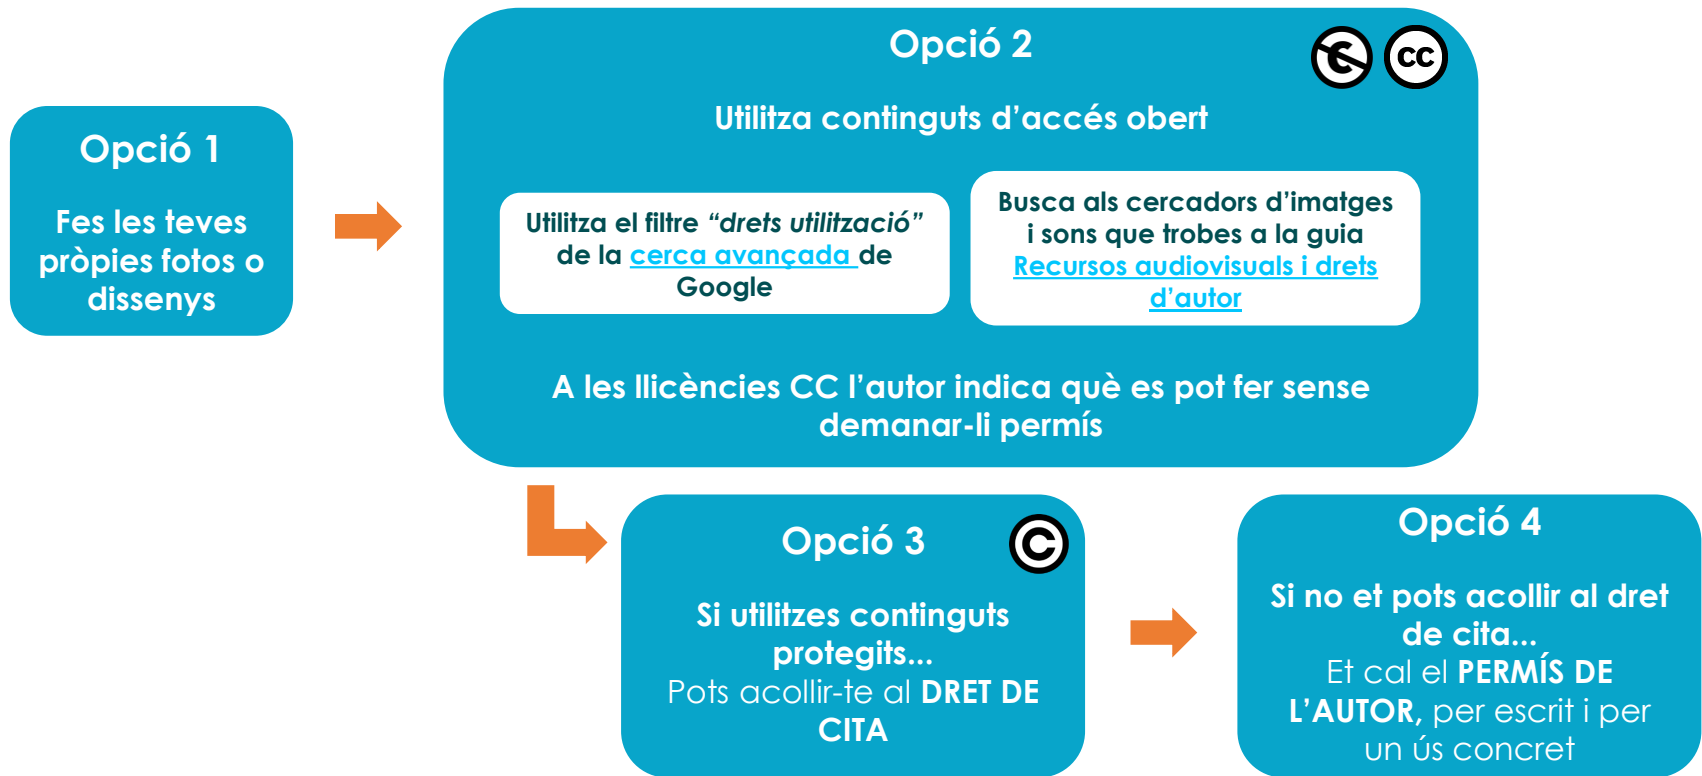 Opció 1
Fes les teves
pròpies fotos o
dissenys
Opció 2
Utilitza continguts d’accés obert
Utilitza el filtre “drets utilització”
de la cerca avançada de
Google
Busca als cercadors d’imatges
i sons que trobes a la guia
Recursos audiovisuals i drets
d’autor
A les llicències CC l’autor indica què es pot fer sense
demanar-li permís
Opció 3
Si utilitzes continguts
protegits...
Pots acollir-te al DRET DE
CITA
Opció 4
Si no et pots acollir al dret
de cita...
Et cal el PERMÍS DE
L’AUTOR, per escrit i per
un ús concret